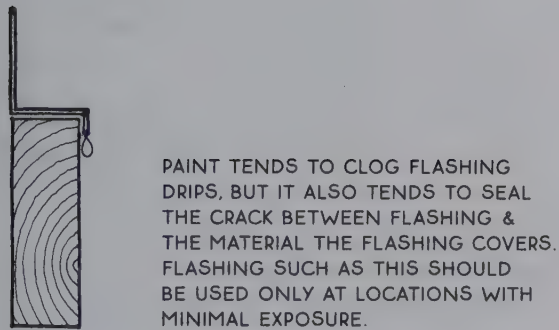 PAINT TENDS TO CLOG FLASHING
DRIPS, BUT IT ALSO TENDS TO SEAL
THE CRACK BETWEEN FLASHING &
THE MATERIAL THE FLASHING COVERS.
FLASHING SUCH AS THIS SHOULD
BE USED ONLY AT LOCATIONS WITH
MINIMAL EXPOSURE.